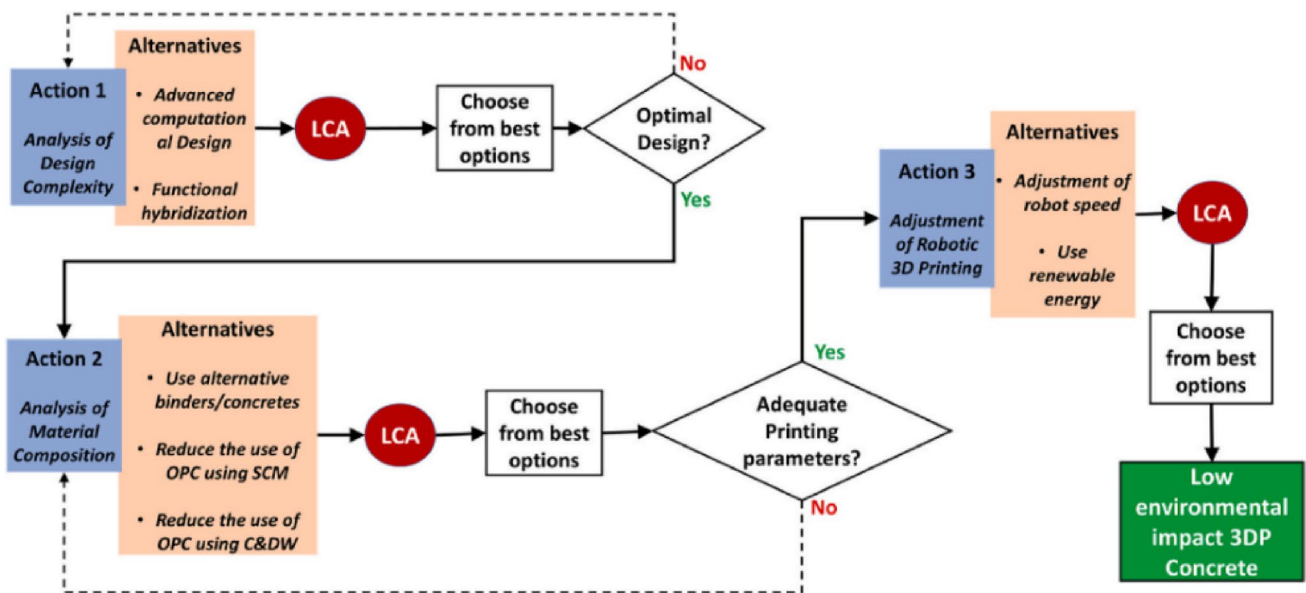 Action 1
Analysis of
Design
Complexity
Alternatives
• Advanced
computation
al Design
• Functional
hybridization
LCA
Choose
from best
options
Optimal
Design?
No
Yes
Action 2
Analysis of
Material
Composition
Alternatives
• Use alternative
binders/concretes
• Reduce the use of
OPC using SCM
• Reduce the use of
OPC using C&DW
LCA
Choose
from best
options
Adequate
Printing
parameters?
Yes
No
Action 3
Adjustment
of Robotic
3D Printing
Alternatives
• Adjustment of
robot speed
• Use
renewable
energy
LCA
Choose
from best
options
Low
environmental
impact 3DP
Concrete